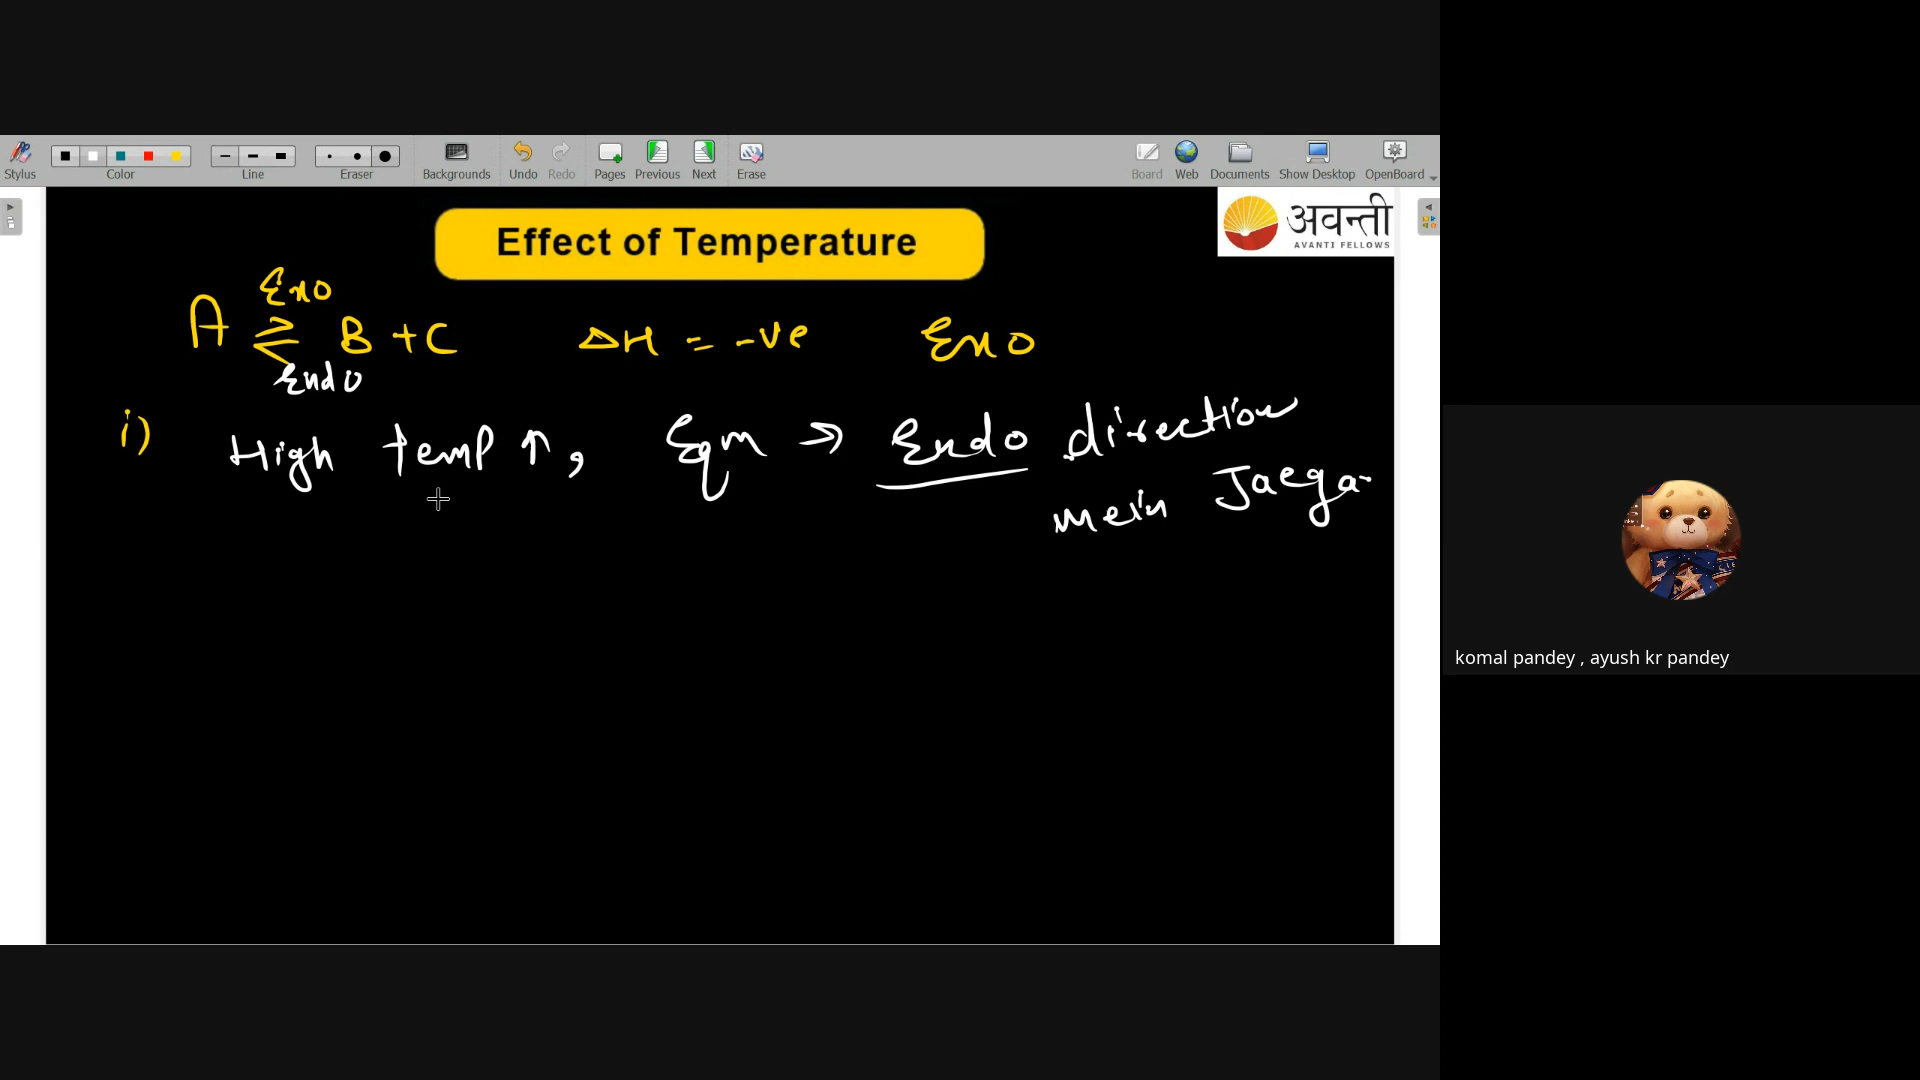 Stylus
Color
Line
Eraser
Backgrounds
Undo
Redo
Pages
Previous
Next
Erase
Board
Web
Documents
Show Desktop
OpenBoard
Effect of Temperature
अवन्ती
AVANTI FELLOWS
Exo
A ⇌ B + C ΔH = -ve Exo
Endo
i) High temp ↑, Eqm → Endo direction
mein Jaega
komal pandey , ayush kr pandey